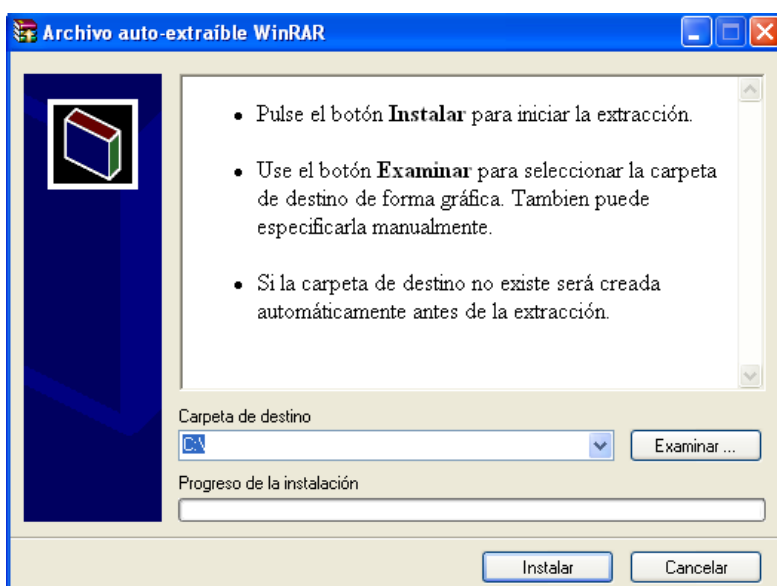 Archivo auto-extraíble WinRAR
• Pulse el botón Instalar para iniciar la extracción.
• Use el botón Examinar para seleccionar la carpeta
de destino de forma gráfica. Tambien puede
especificarla manualmente.
• Si la carpeta de destino no existe será creada
automáticamente antes de la extracción.
Carpeta de destino
C:\
Examinar ...
Progreso de la instalación
Instalar
Cancelar